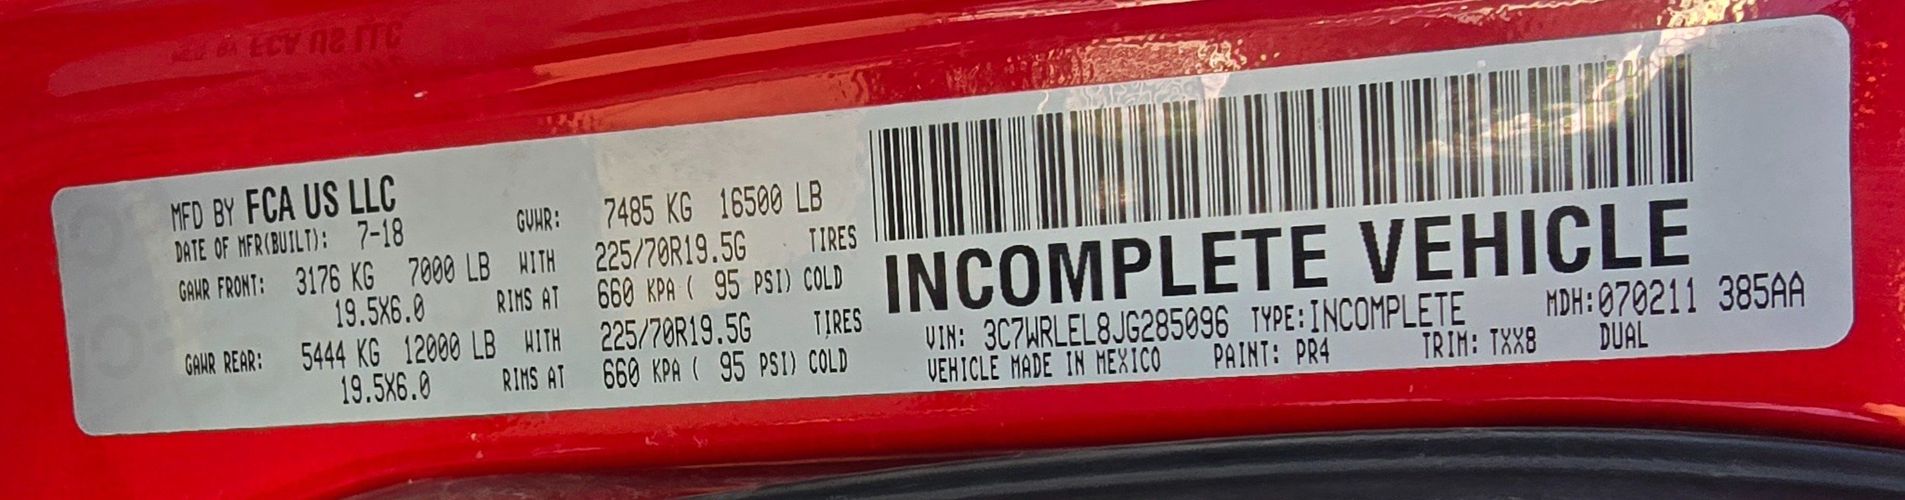 MFD BY FCA US LLC
DATE OF MFR(BUILT): 7-18
GVWR: 7485 KG 16500 LB
GAWR FRONT: 3176 KG 7000 LB WITH 225/70R19.5G TIRES
19.5X6.0 RIMS AT 660 KPA ( 95 PSI) COLD
GAWR REAR: 5444 KG 12000 LB WITH 225/70R19.5G TIRES
19.5X6.0 RIMS AT 660 KPA ( 95 PSI) COLD
INCOMPLETE VEHICLE
VIN: 3C7WRLEL8JG285096 TYPE:INCOMPLETE MDH:070211 385AA
VEHICLE MADE IN MEXICO PAINT: PR4 TRIM: TXX8 DUAL